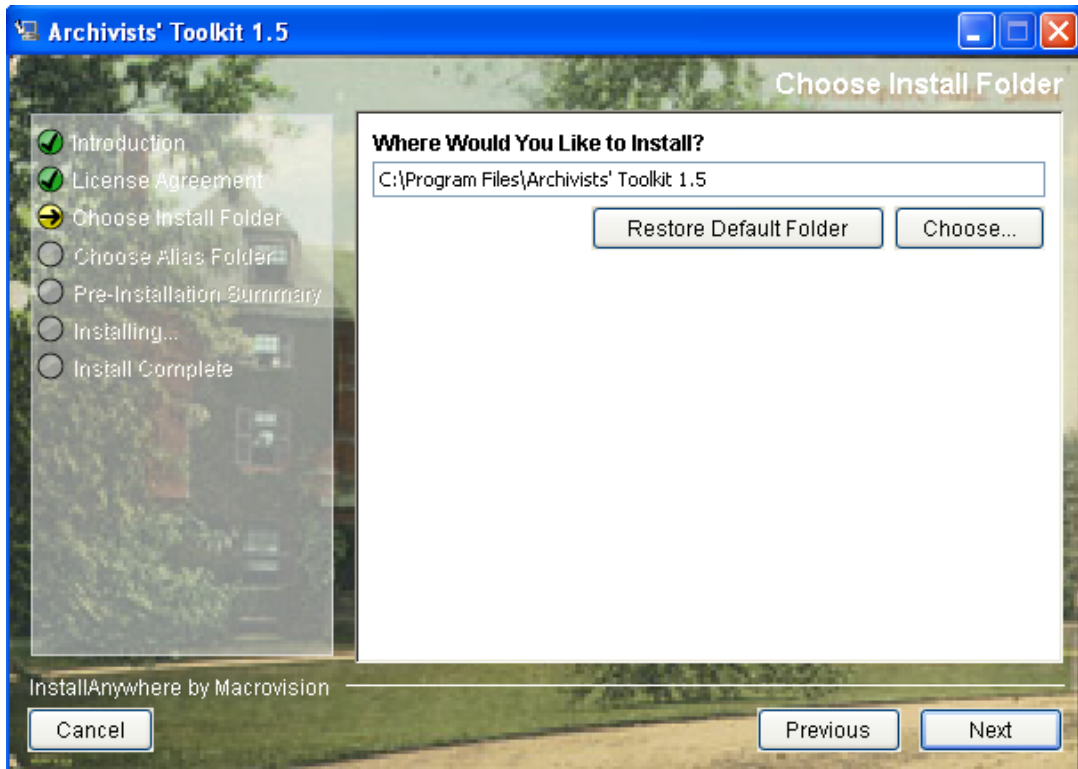 Archivists' Toolkit 1.5
Choose Install Folder
Introduction
License Agreement
Choose Install Folder
Choose Alias Folder
Pre-Installation Summary
Installing...
Install Complete
Where Would You Like to Install?
C:\Program Files\Archivists' Toolkit 1.5
Restore Default Folder
Choose...
InstallAnywhere by Macrovision
Cancel
Previous
Next